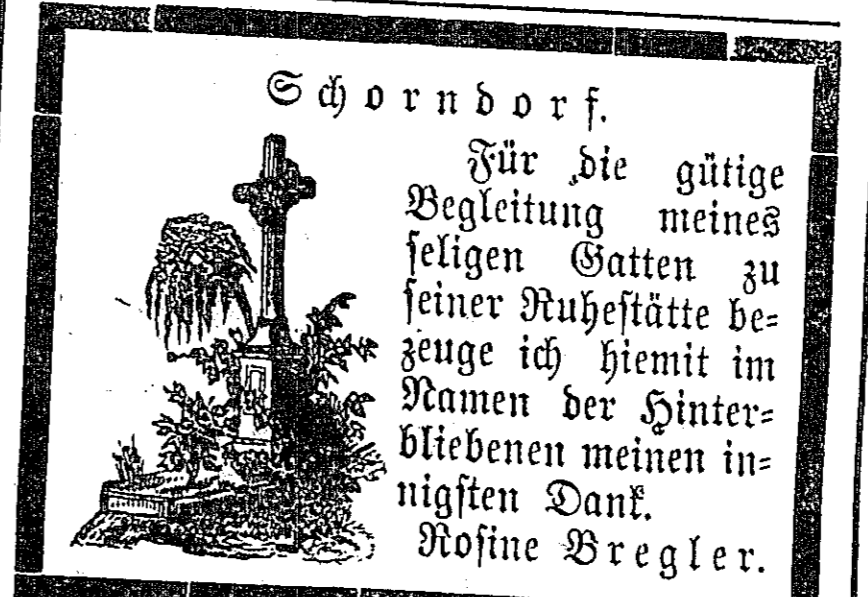 Schorndorf.
Für die gütige
Begleitung meines
seligen Gatten zu
seiner Ruhestätte be=
zeuge ich hiemit im
Namen der Hinter=
bliebenen meinen in=
nigsten Dank.
Rosine Bregler.